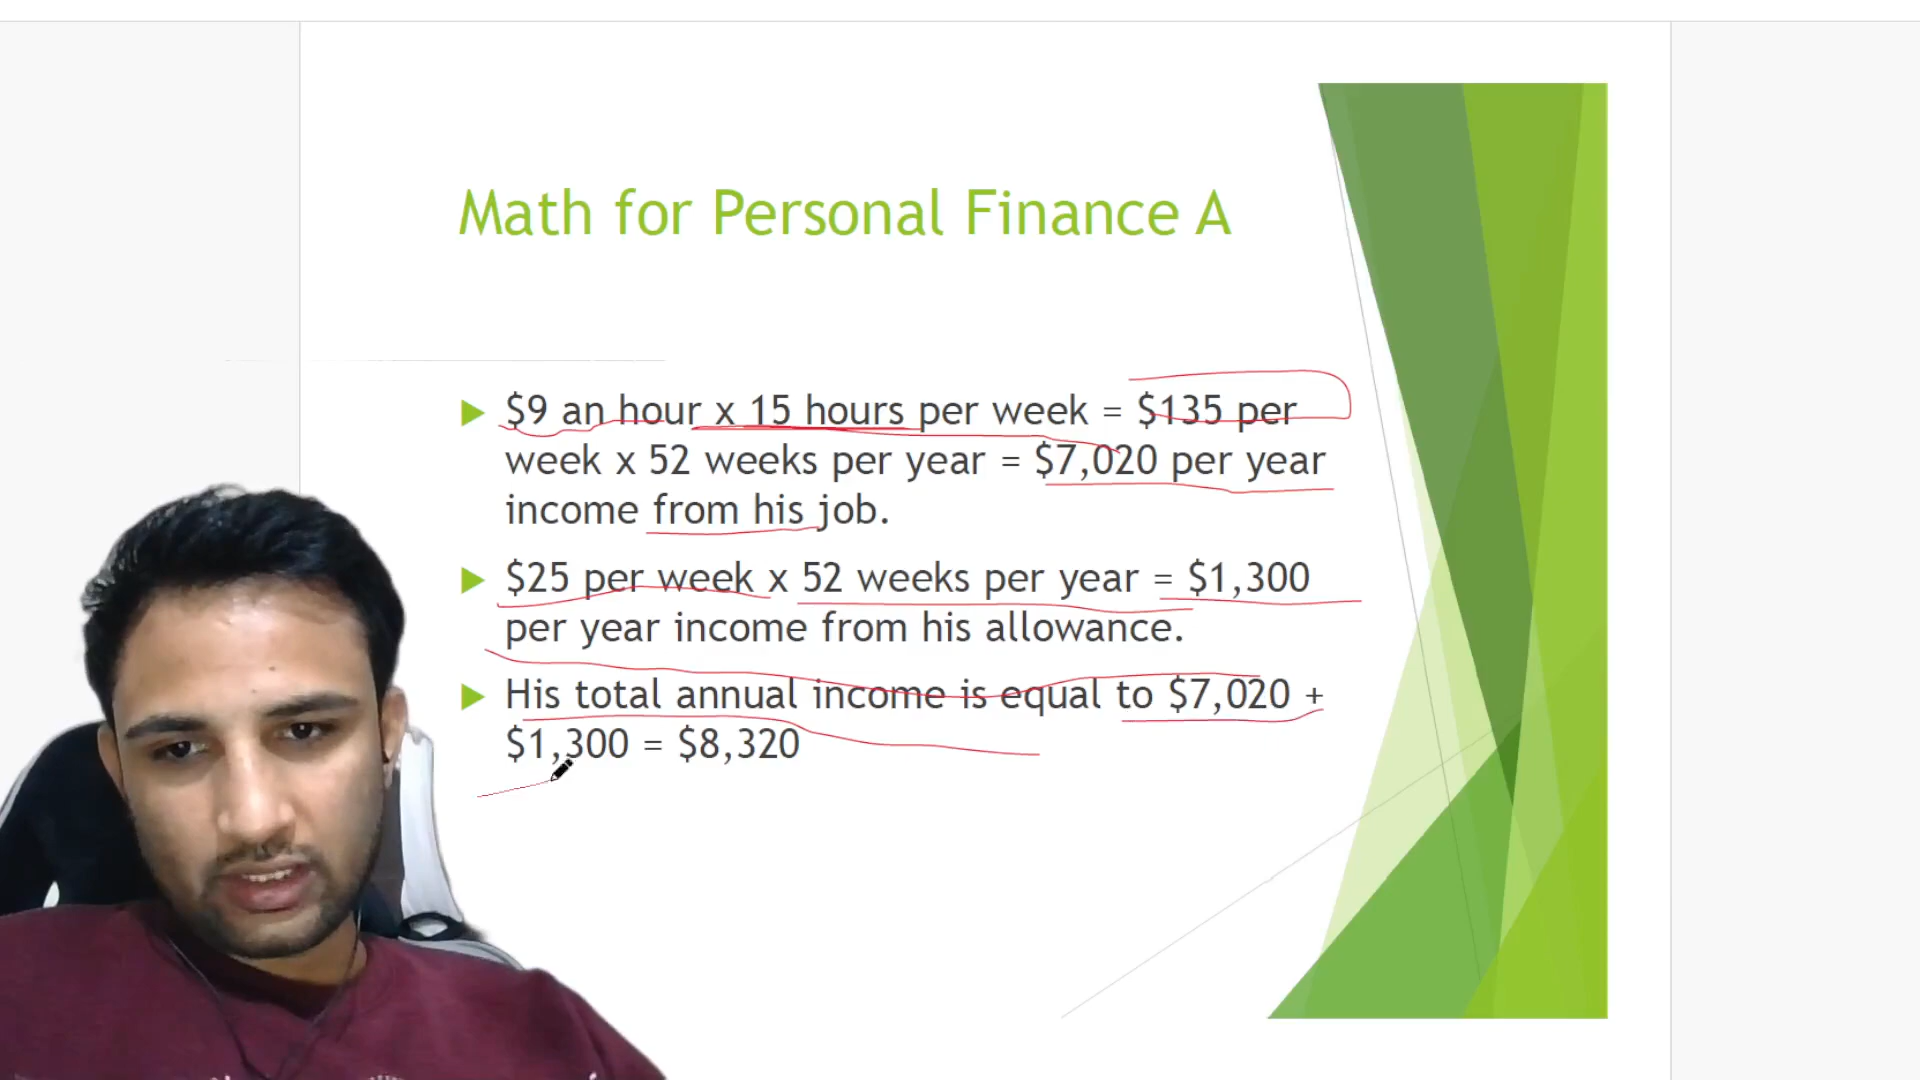 Math for Personal Finance A
$9 an hour x 15 hours per week = $135 per
week x 52 weeks per year = $7,020 per year
income from his job.
$25 per week x 52 weeks per year = $1,300
per year income from his allowance.
His total annual income is equal to $7,020 +
$1,300 = $8,320